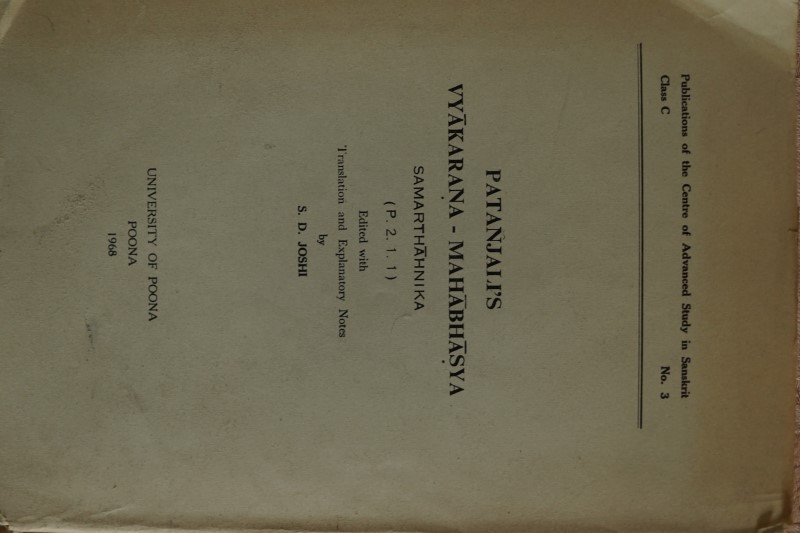 Publications of the Centre of Advanced Study in Sanskrit
Class C No. 3
PATAÑJALI'S
VYĀKARAṆA - MAHĀBHĀṢYA
SAMARTHĀHNIKA
(P. 2. 1. 1)
Edited with
Translation and Explanatory Notes
by
S. D. JOSHI
UNIVERSITY OF POONA
POONA
1968